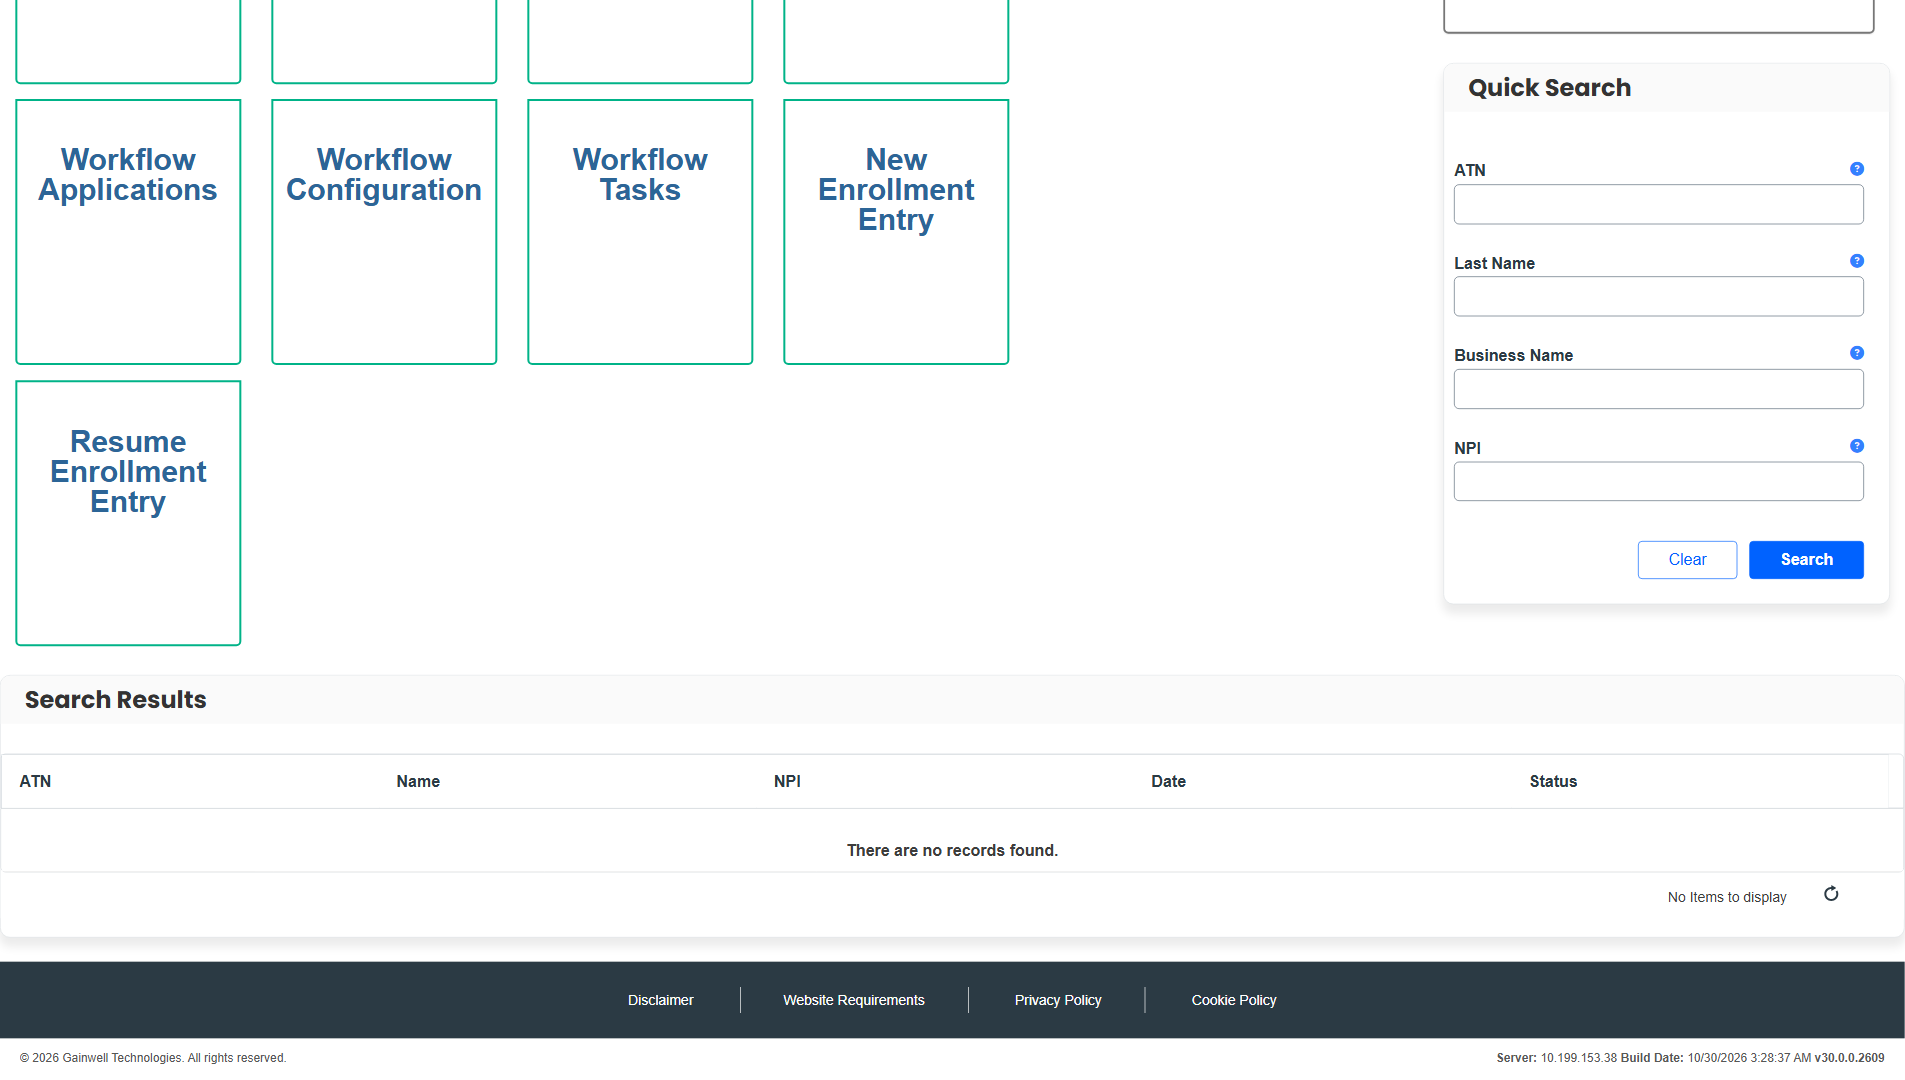 Workflow
Applications
Workflow
Configuration
Workflow
Tasks
New
Enrollment
Entry
Resume
Enrollment
Entry
Quick Search
ATN
?
Last Name
?
Business Name
?
NPI
?
Clear
Search
Search Results
ATN Name NPI Date Status
There are no records found.
No Items to display
Disclaimer Website Requirements Privacy Policy Cookie Policy
© 2026 Gainwell Technologies. All rights reserved.
Server: 10.199.153.38 Build Date: 10/30/2026 3:28:37 AM v30.0.0.2609